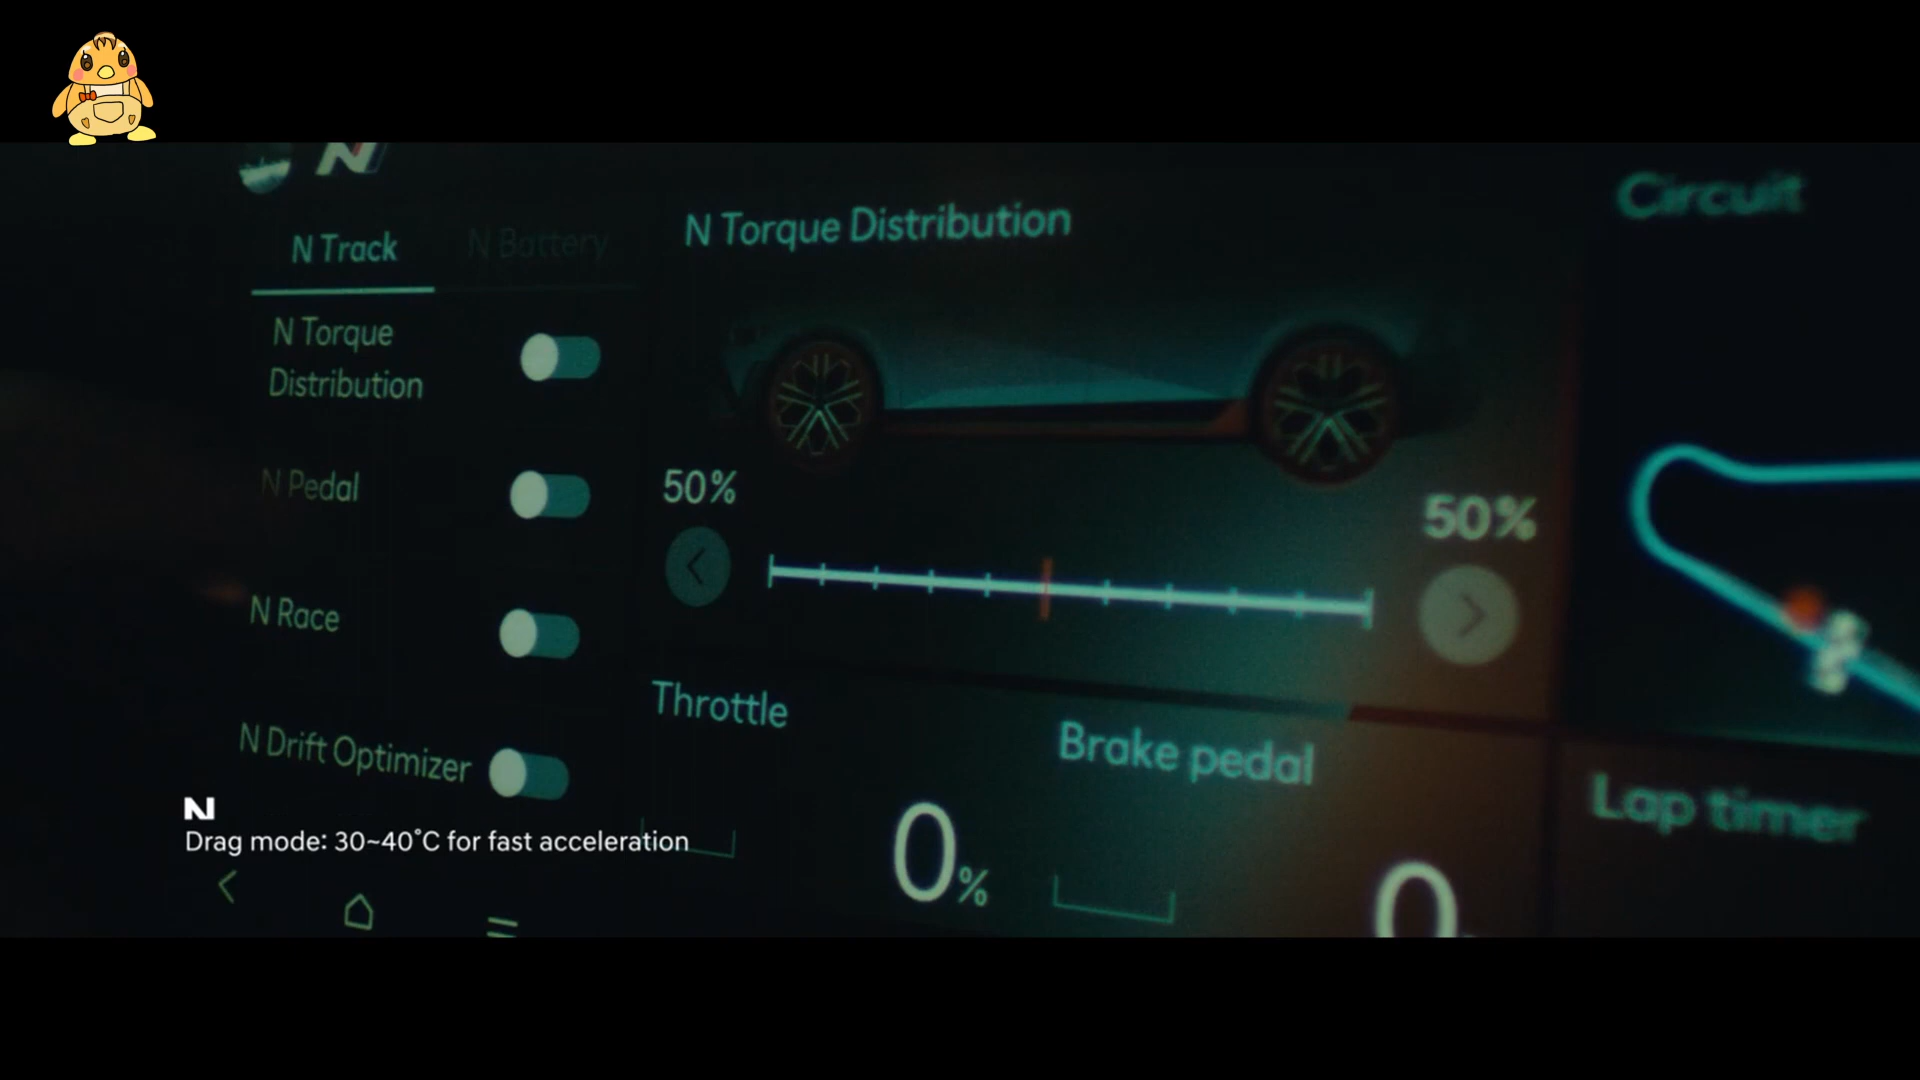 N
N Track
N Battery
N Torque Distribution
Circuit
N Torque
Distribution
N Pedal
50%
50%
N Race
Throttle
Brake pedal
N Drift Optimizer
Lap timer
N
Drag mode: 30~40°C for fast acceleration
0%
0